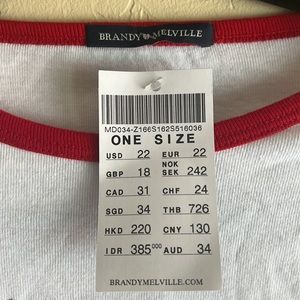 BRANDY MELVILLE
MD034-Z166S162S516036
ONE SIZE
USD 22 EUR 22
GBP 18 NOK SEK 242
CAD 31 CHF 24
SGD 34 THB 726
HKD 220 CNY 130
IDR 385000 AUD 34
BRANDYMELVILLE.COM